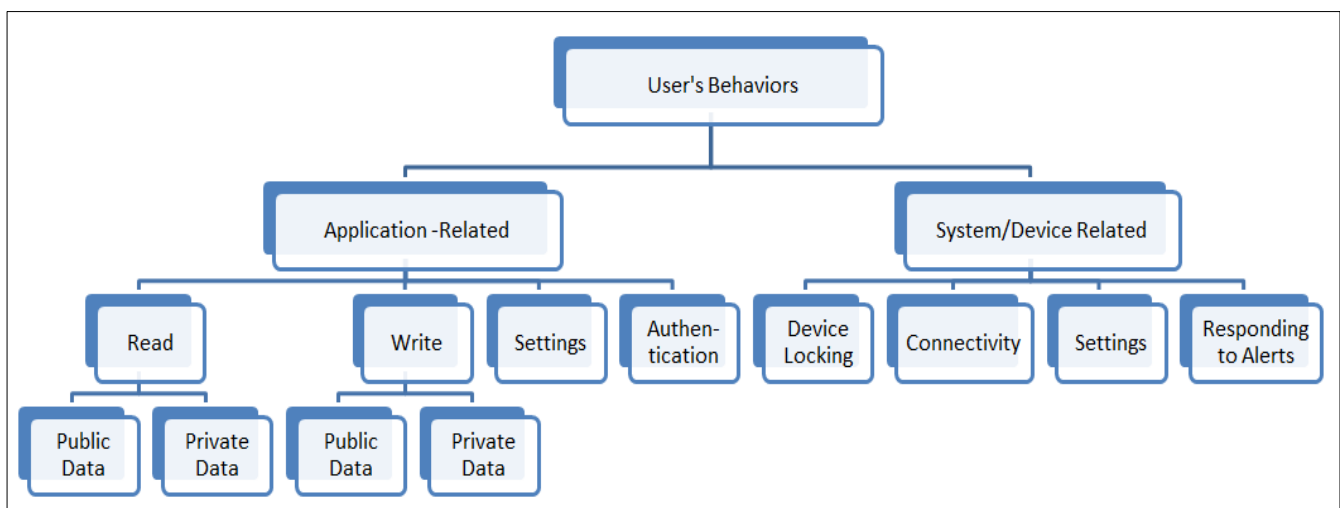 User's Behaviors
Application -Related
System/Device Related
Read
Write
Settings
Authen-
tication
Device
Locking
Connectivity
Settings
Responding
to Alerts
Public
Data
Private
Data
Public
Data
Private
Data